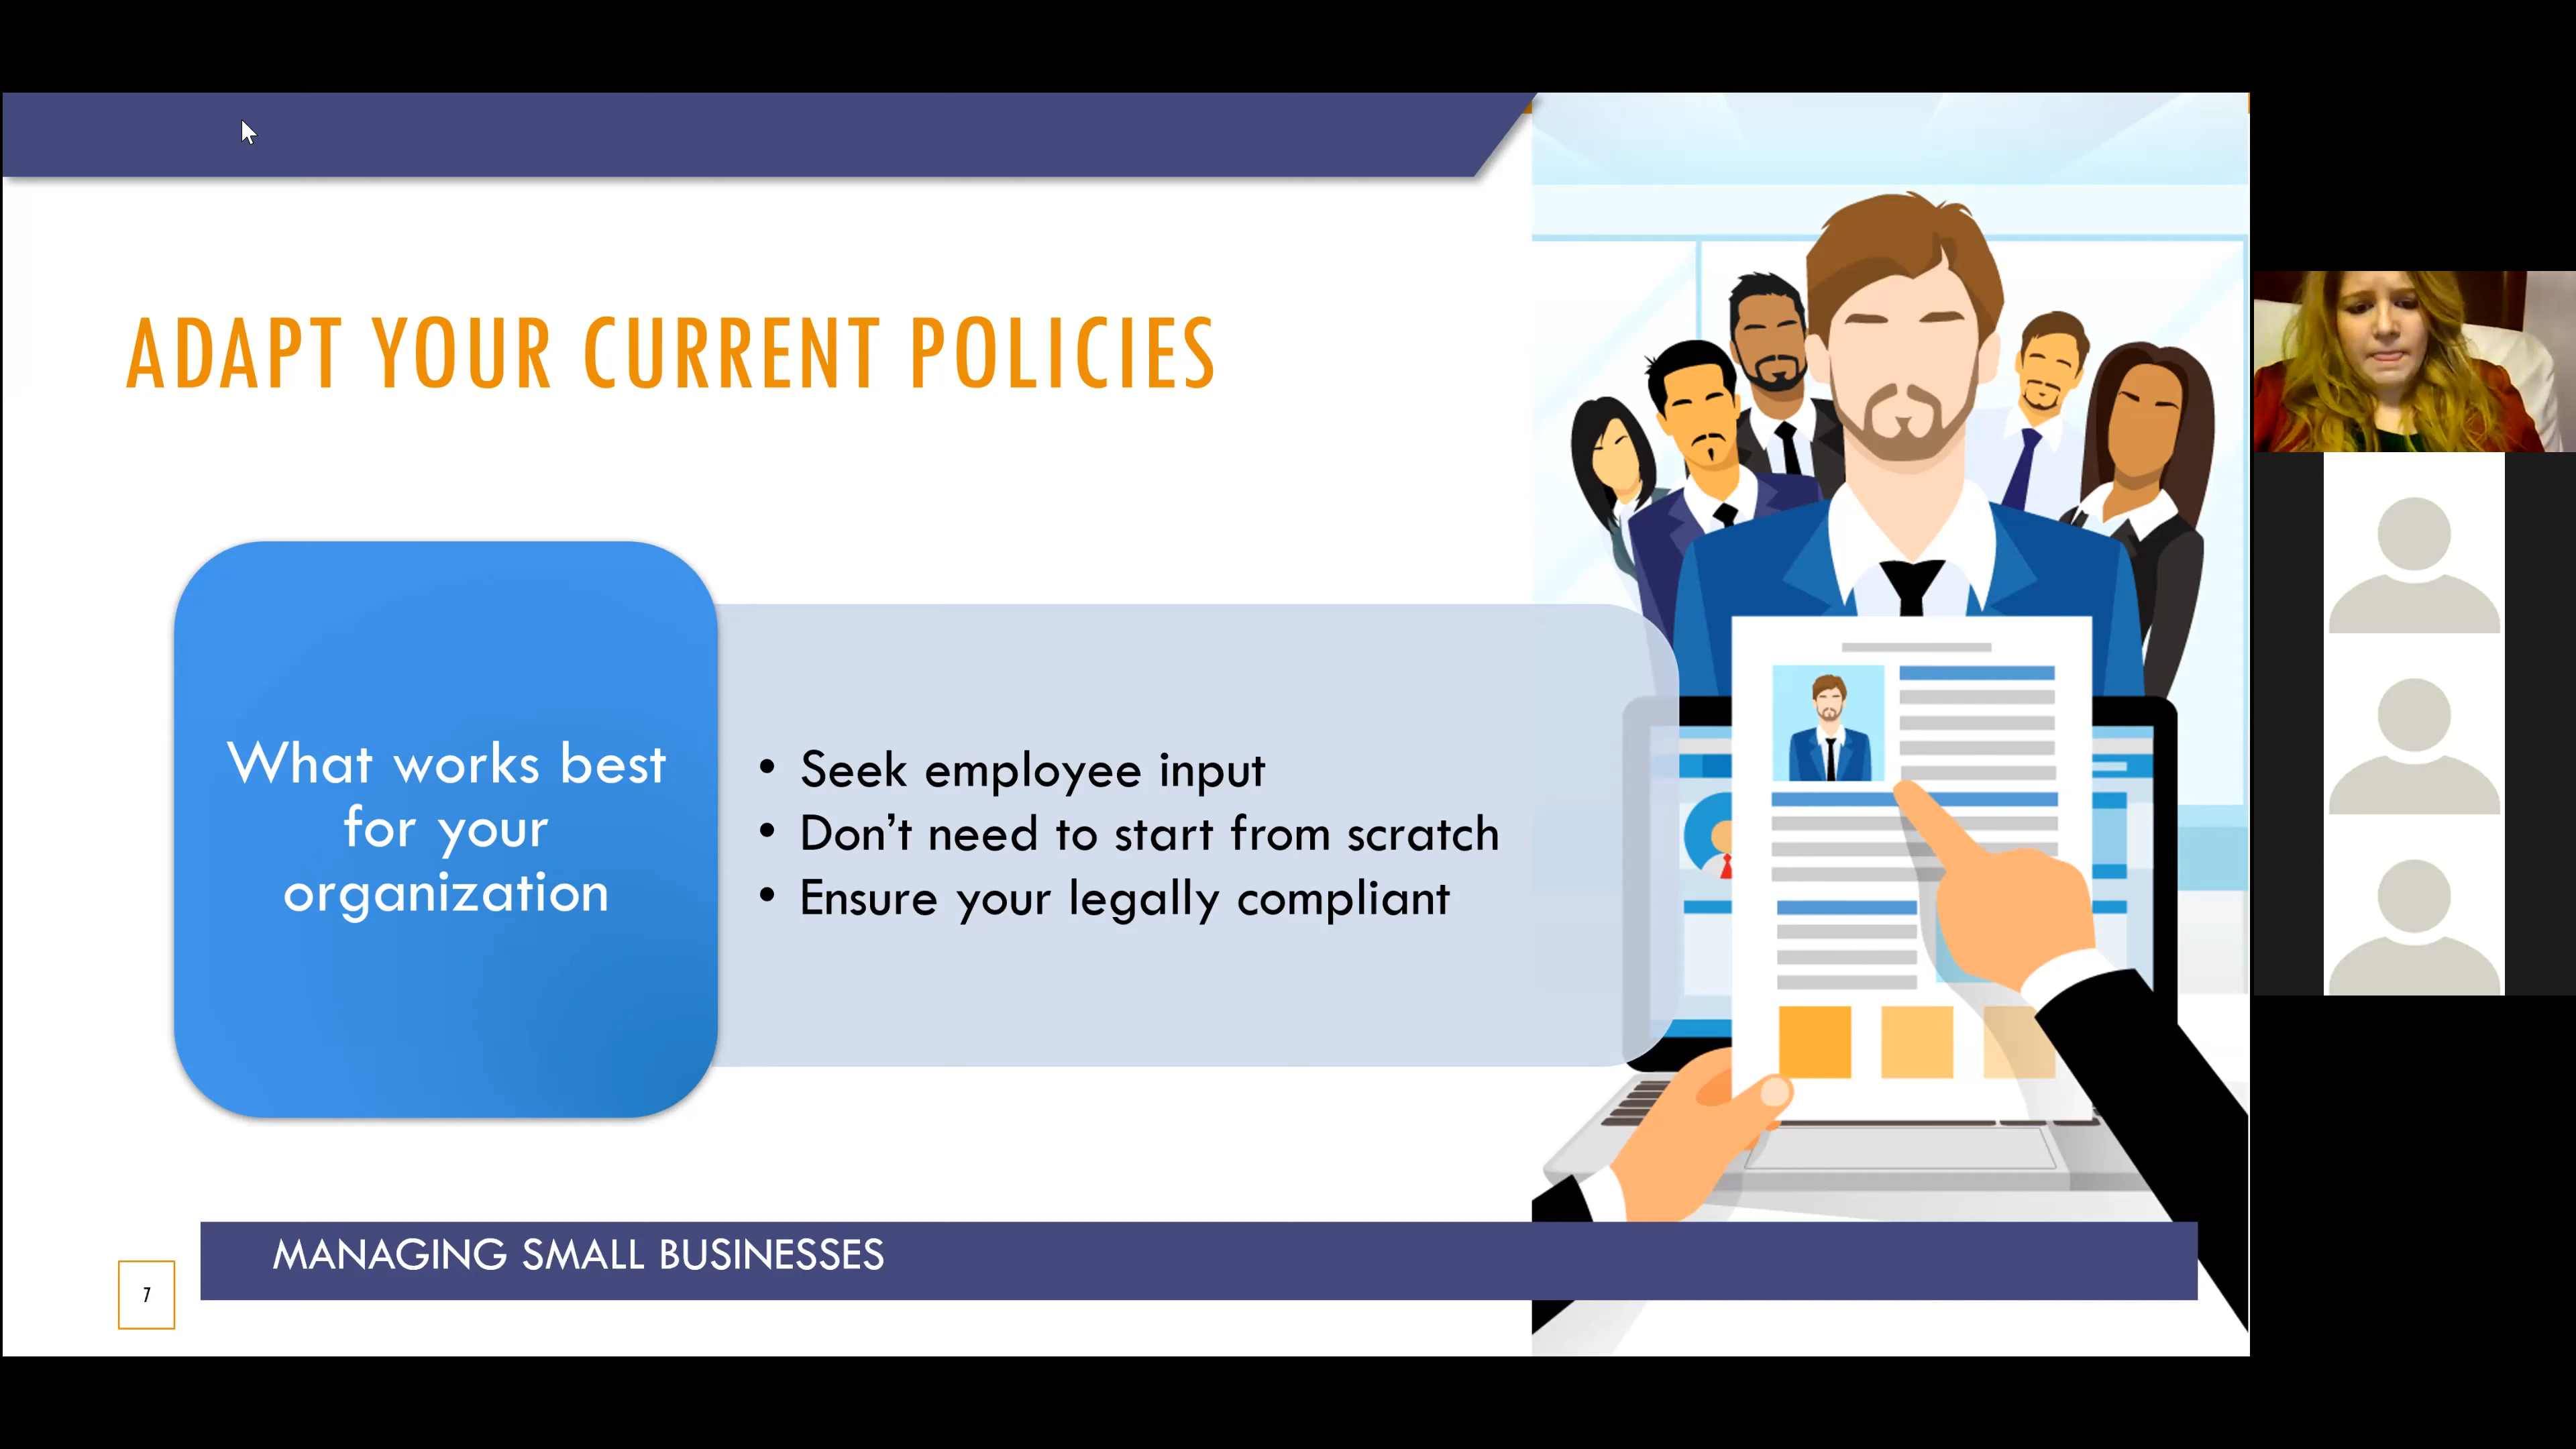 ADAPT YOUR CURRENT POLICIES
What works best
for your
organization
• Seek employee input
• Don’t need to start from scratch
• Ensure your legally compliant
MANAGING SMALL BUSINESSES
7